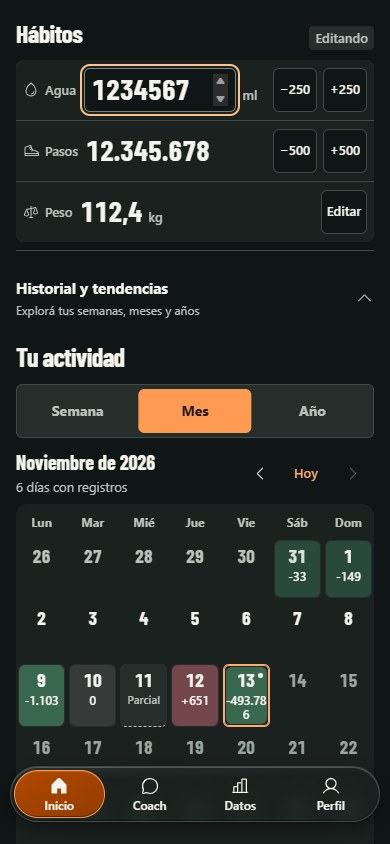 Hábitos
Editando
Agua 1234567 ml −250 +250
Pasos 12.345.678 −500 +500
Peso 112,4 kg Editar
Historial y tendencias
Explorá tus semanas, meses y años
Tu actividad
Semana Mes Año
Noviembre de 2026
6 días con registros
Hoy
Lun Mar Mié Jue Vie Sáb Dom
26 27 28 29 30 31 1
-33 -149
2 3 4 5 6 7 8
9 10 11 12 13 14 15
-1.103 0 Parcial +651 -493.78
6
16 17 18 19 20 21 22
Inicio Coach Datos Perfil